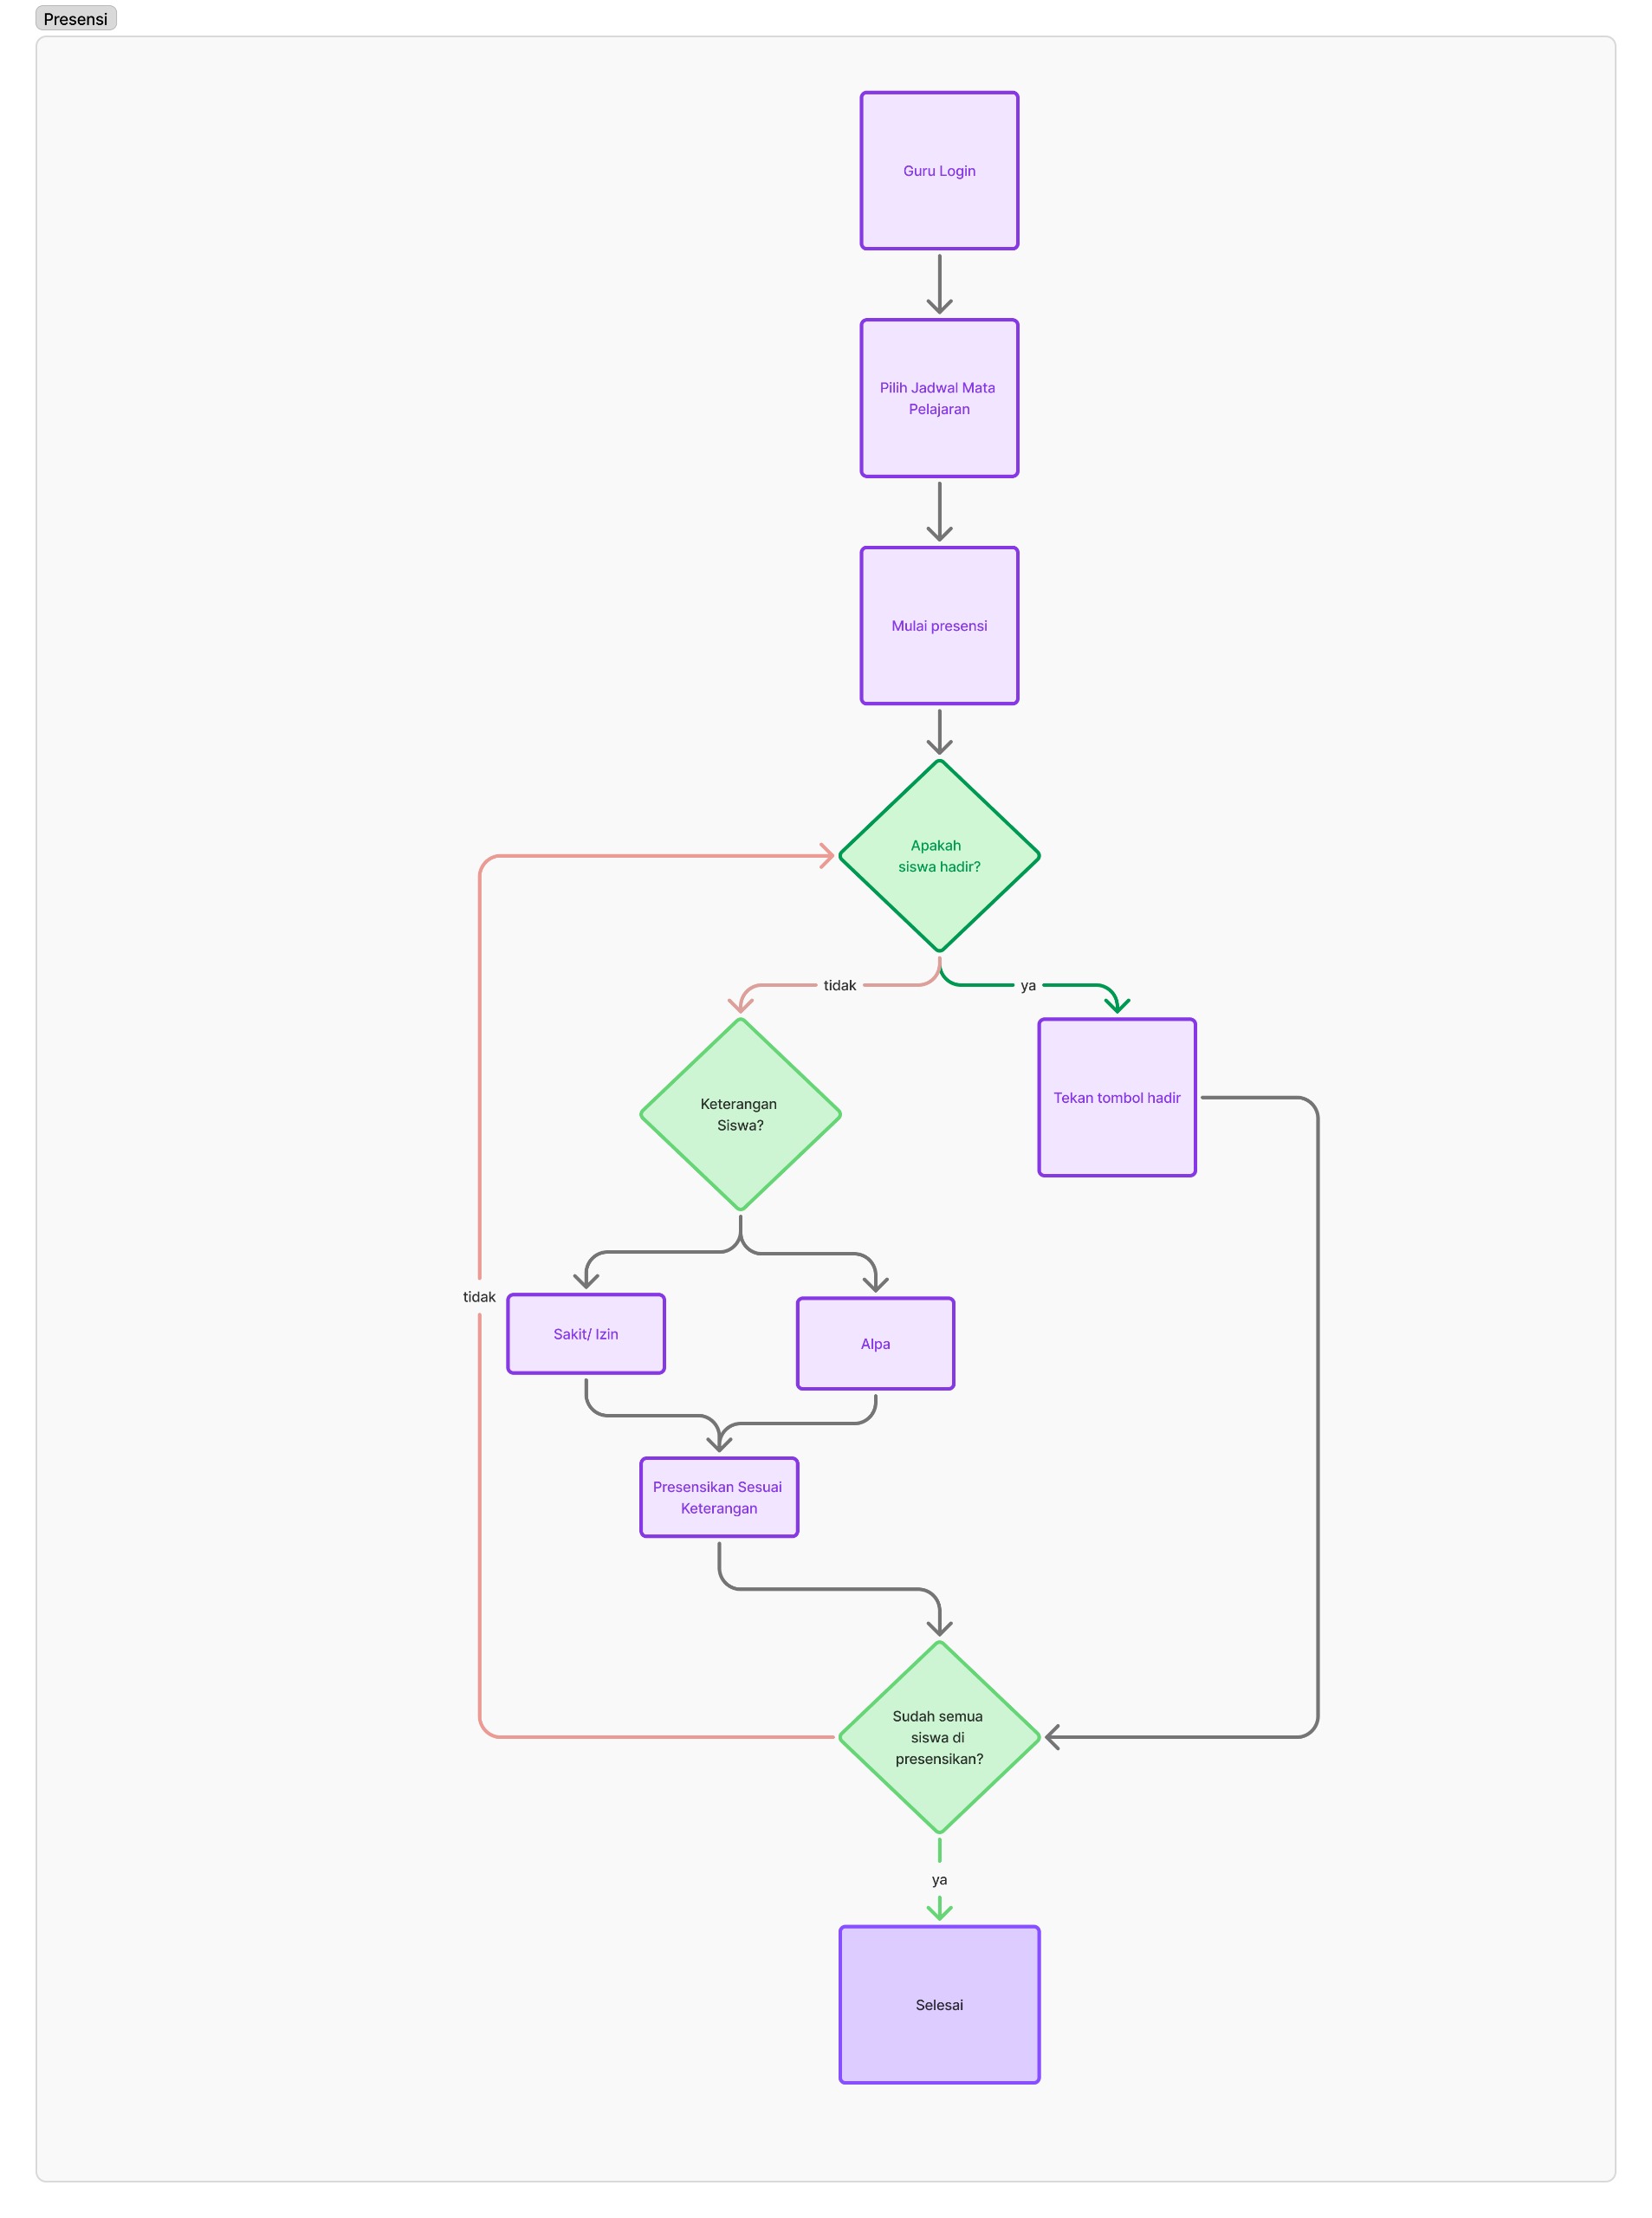 Presensi
Guru Login
Pilih Jadwal Mata
Pelajaran
Mulai presensi
Apakah
siswa hadir?
tidak
ya
Keterangan
Siswa?
Tekan tombol hadir
tidak
Sakit/ Izin
Alpa
Presensikan Sesuai
Keterangan
Sudah semua
siswa di
presensikan?
ya
Selesai